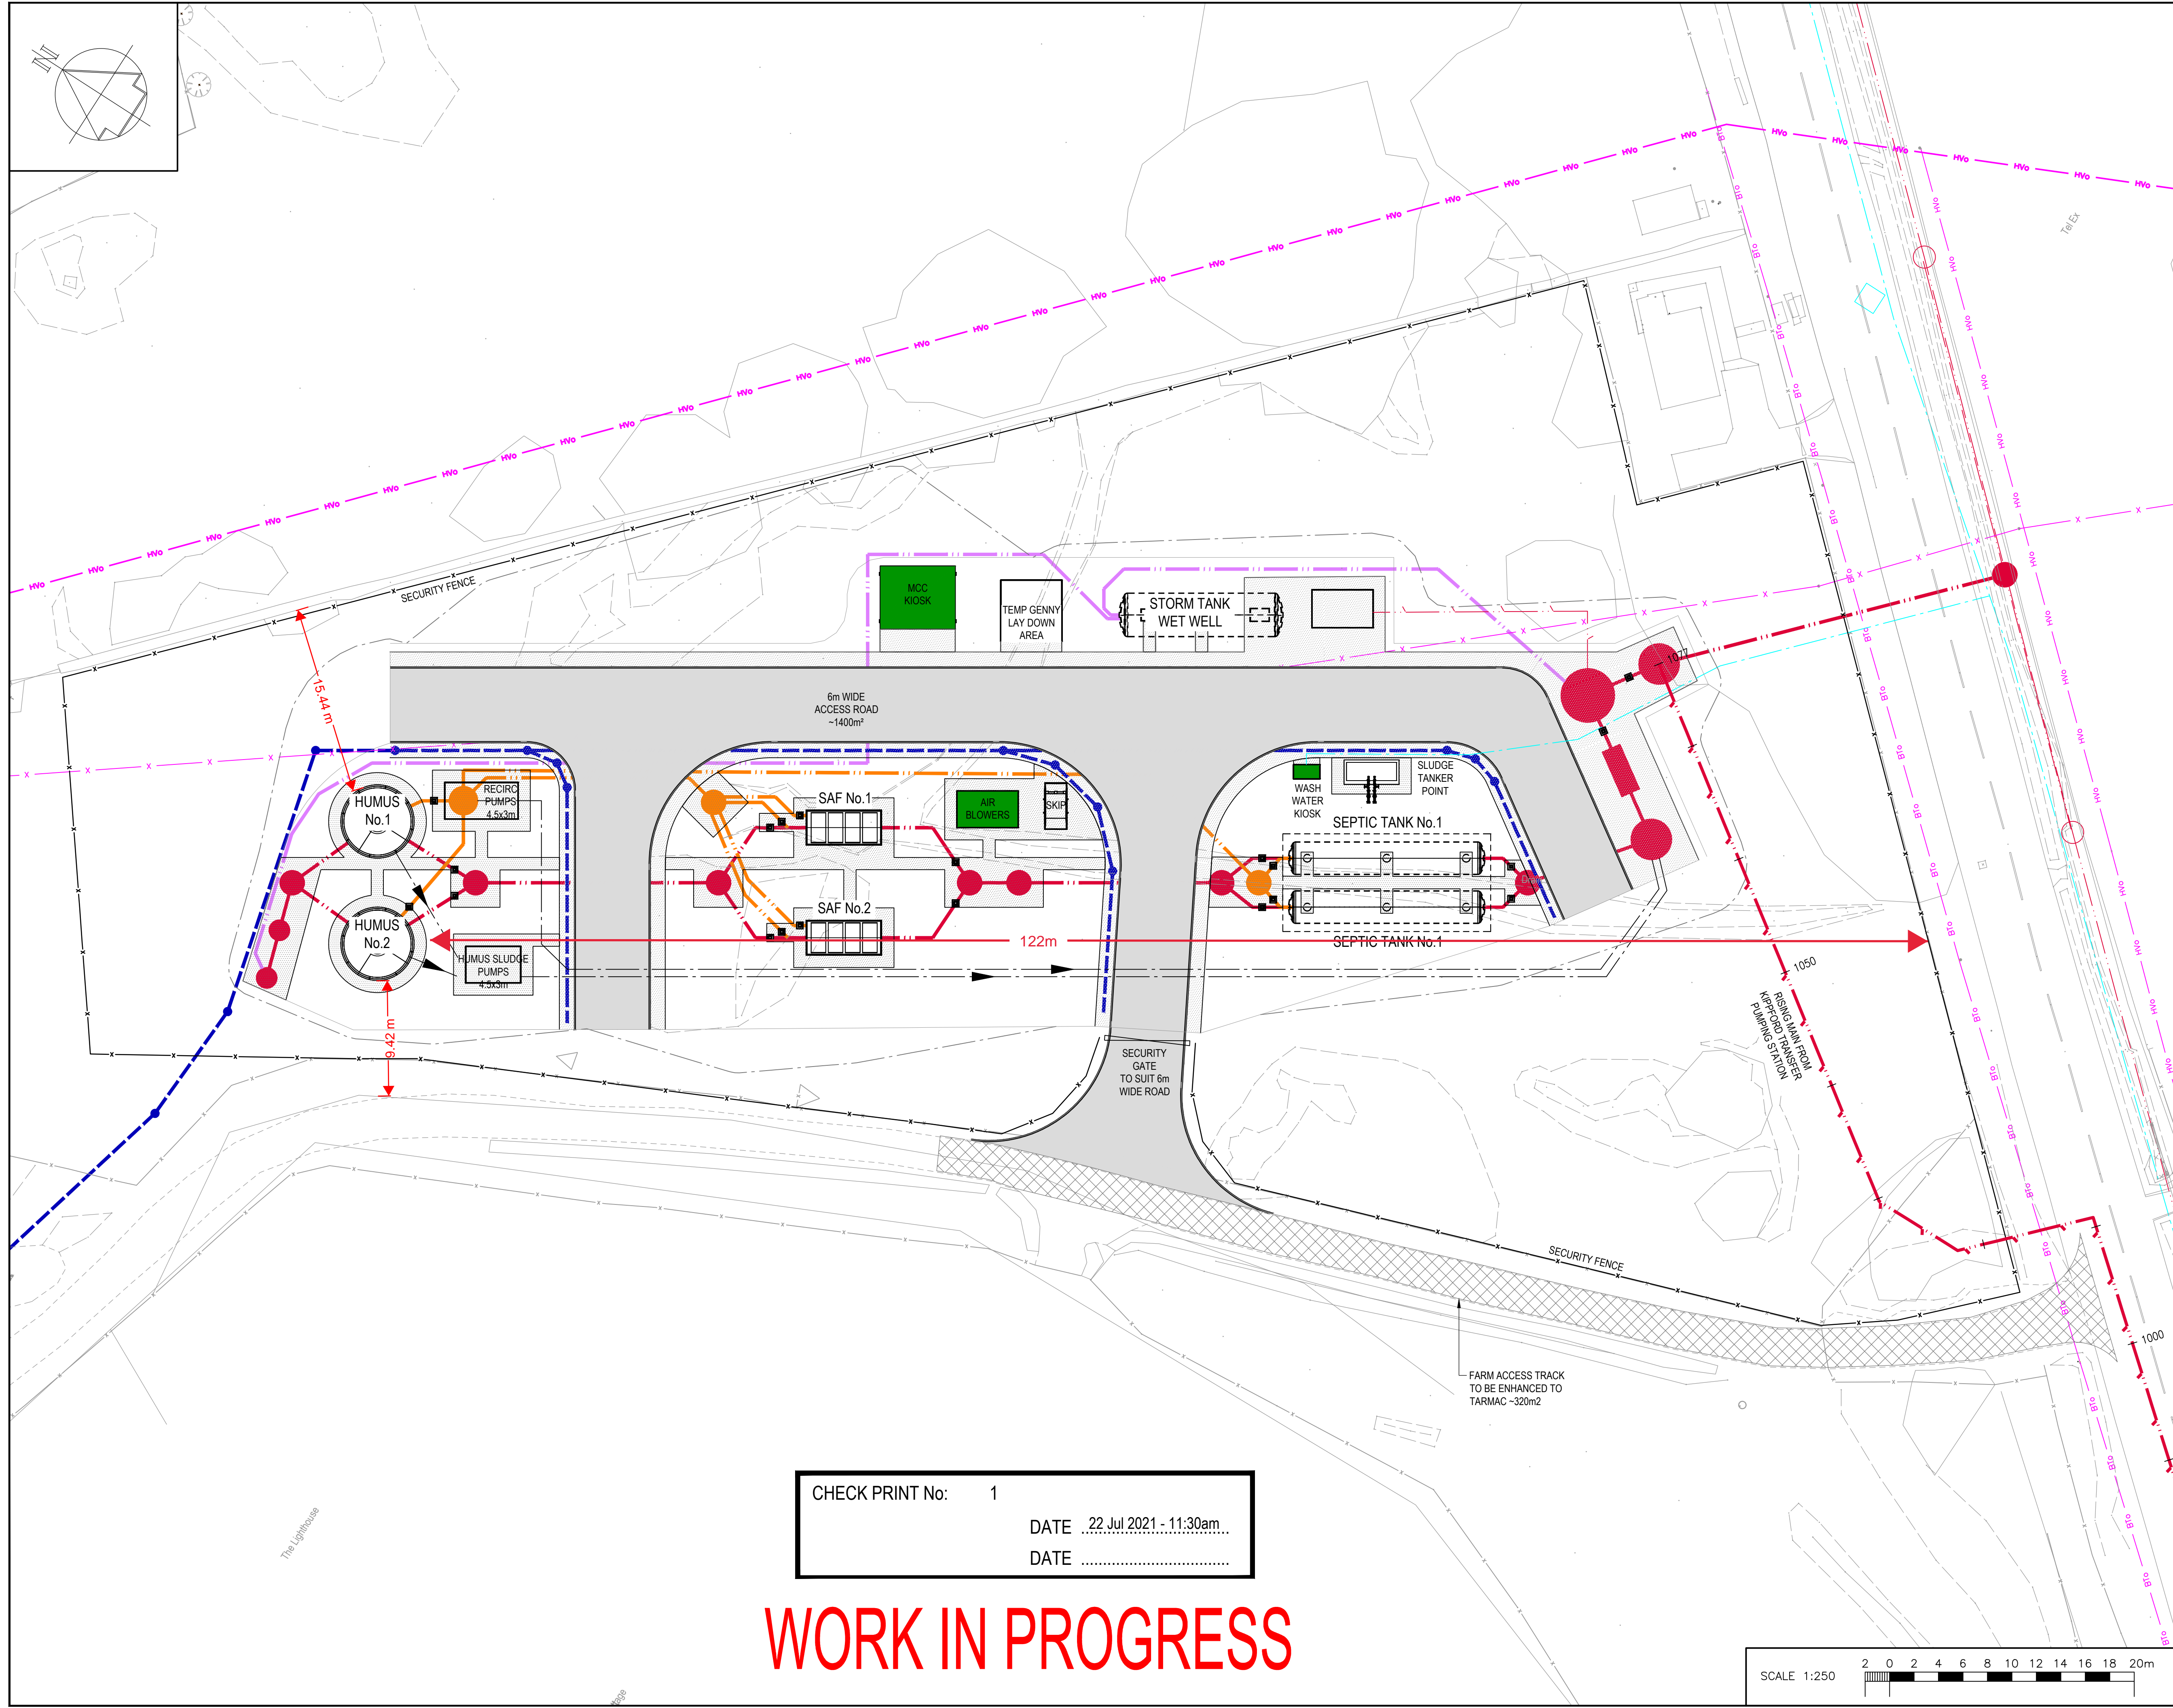 N
Tel Ex
HVo
BTo
SECURITY FENCE
15.44 m
MCC
KIOSK
TEMP GENNY
LAY DOWN
AREA
STORM TANK
WET WELL
1077
6m WIDE
ACCESS ROAD
~1400m²
HUMUS
No.1
RECIRC
PUMPS
4.5x3m
SAF No.1
AIR
BLOWERS
SKIP
WASH
WATER
KIOSK
SLUDGE
TANKER
POINT
SEPTIC TANK No.1
HUMUS
No.2
SAF No.2
122m
SEPTIC TANK No.1
HUMUS SLUDGE
PUMPS
4.5x3m
9.42 m
1050
RISING MAIN FROM
KIPPFORD TRANSFER
PUMPING STATION
SECURITY
GATE
TO SUIT 6m
WIDE ROAD
SECURITY FENCE
1000
FARM ACCESS TRACK
TO BE ENHANCED TO
TARMAC ~320m2
The Lighthouse
CHECK PRINT No: 1
DATE 22 Jul 2021 - 11:30am
DATE
WORK IN PROGRESS
SCALE 1:250
2 0 2 4 6 8 10 12 14 16 18 20m